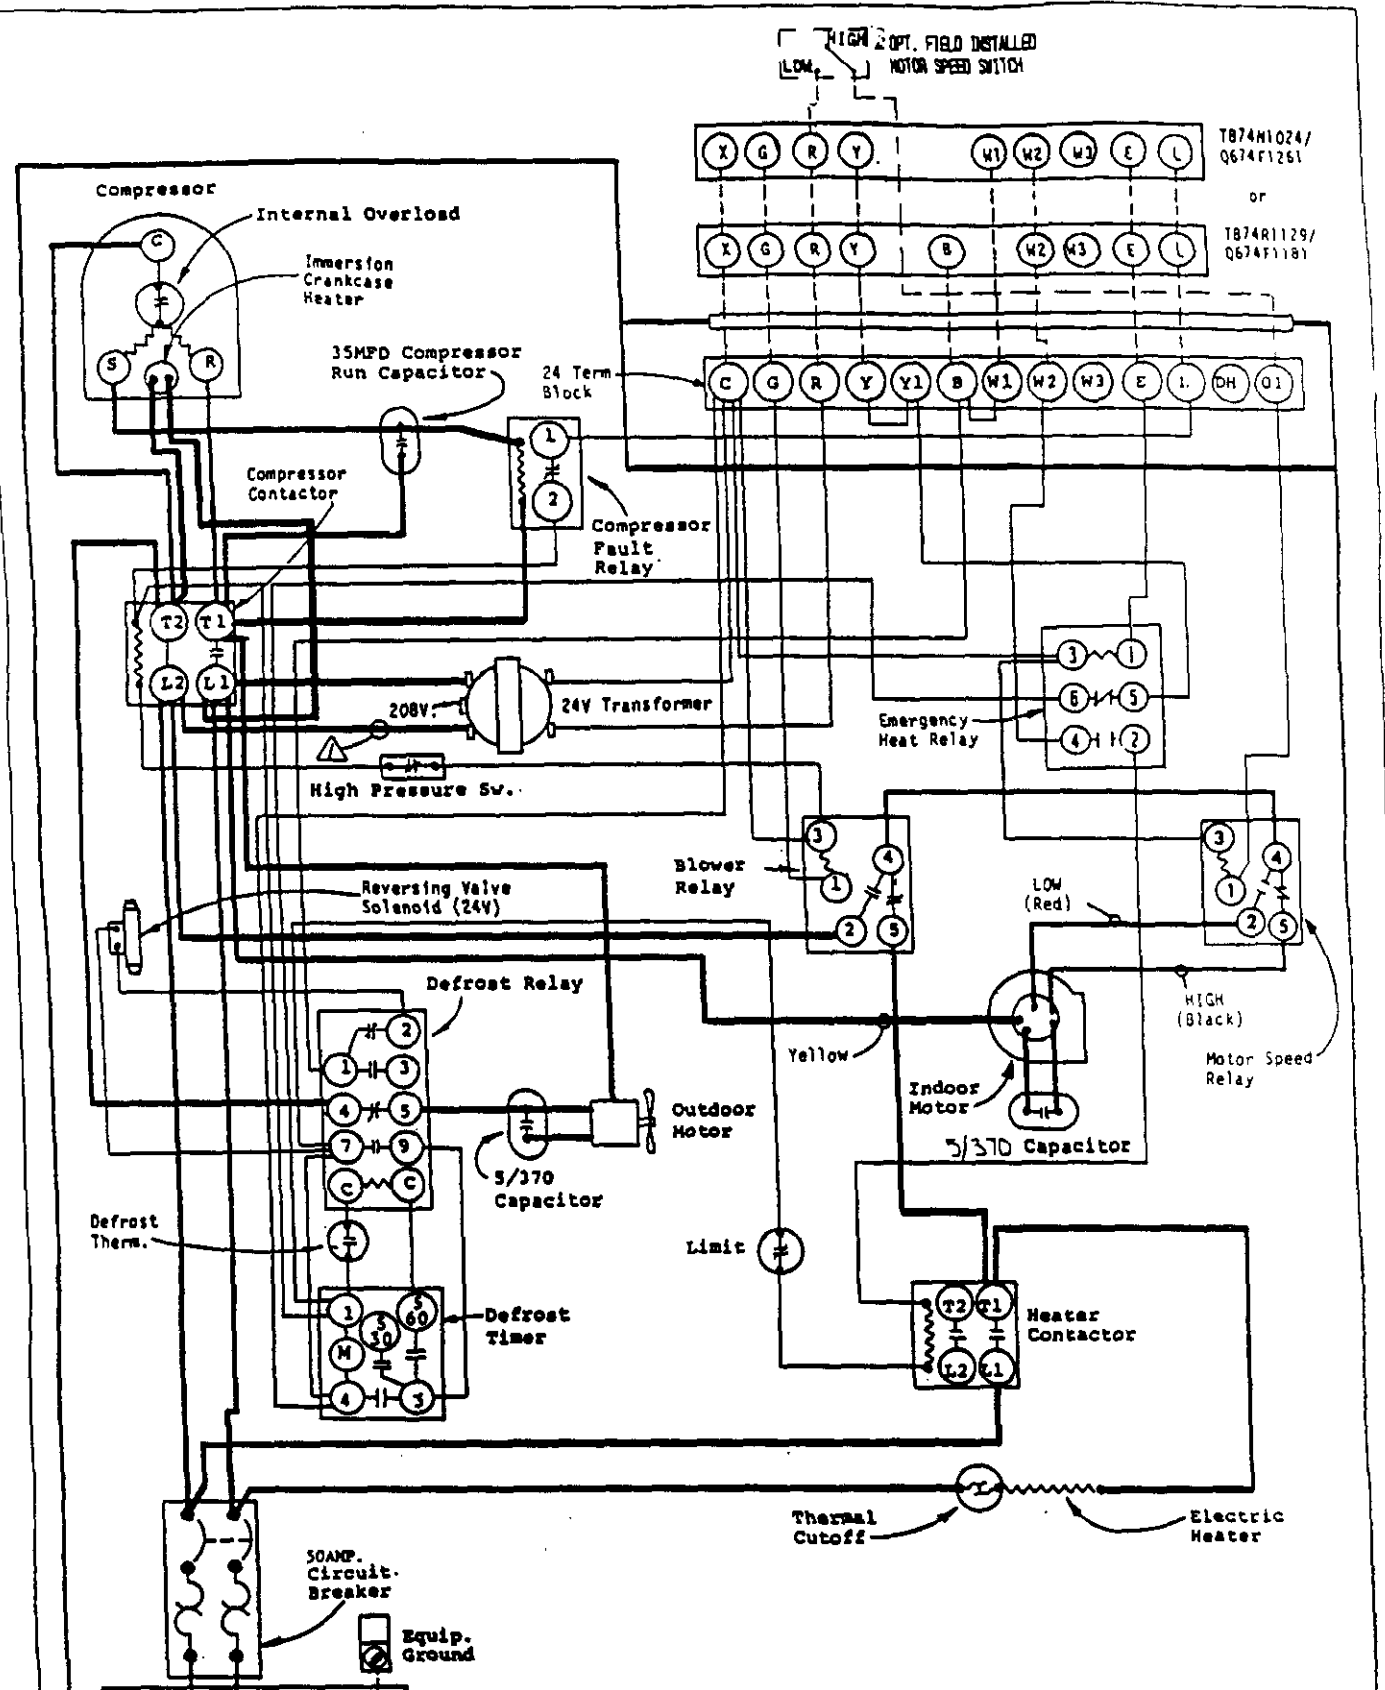 HIGH
OPT. FIELD INSTALLED
LOW
MOTOR SPEED SWITCH
X G R Y W1 W2 W3 E L
T874N1024/
Q674F1261
or
X G R Y B W2 W3 E L
T874R1129/
Q674F1181
24 Term
Block
C G R Y Y1 B W1 W2 W3 E L DH O1
Compressor
C
Internal Overload
Immersion
Crankcase
Heater
S R
35MFD Compressor
Run Capacitor
1
2
Compressor
Fault
Relay
Compressor
Contactor
T2 T1
L2 L1
208V.
24V Transformer
High Pressure Sw.
3 1
6 5
4 2
Emergency
Heat Relay
3 4
1
2 5
Blower
Relay
3 4
1
2 5
LOW
(Red)
HIGH
(Black)
Motor Speed
Relay
Reversing Valve
Solenoid (24V)
Defrost Relay
2
1 3
4 5
7 9
C C
Yellow
Indoor
Motor
5/370 Capacitor
Outdoor
Motor
5/370
Capacitor
Defrost
Therm.
Limit
1
S
30
S
60
M
4 3
Defrost
Timer
T2 T1
L2 L1
Heater
Contactor
Thermal
Cutoff
Electric
Heater
50AMP.
Circuit
Breaker
Equip.
Ground